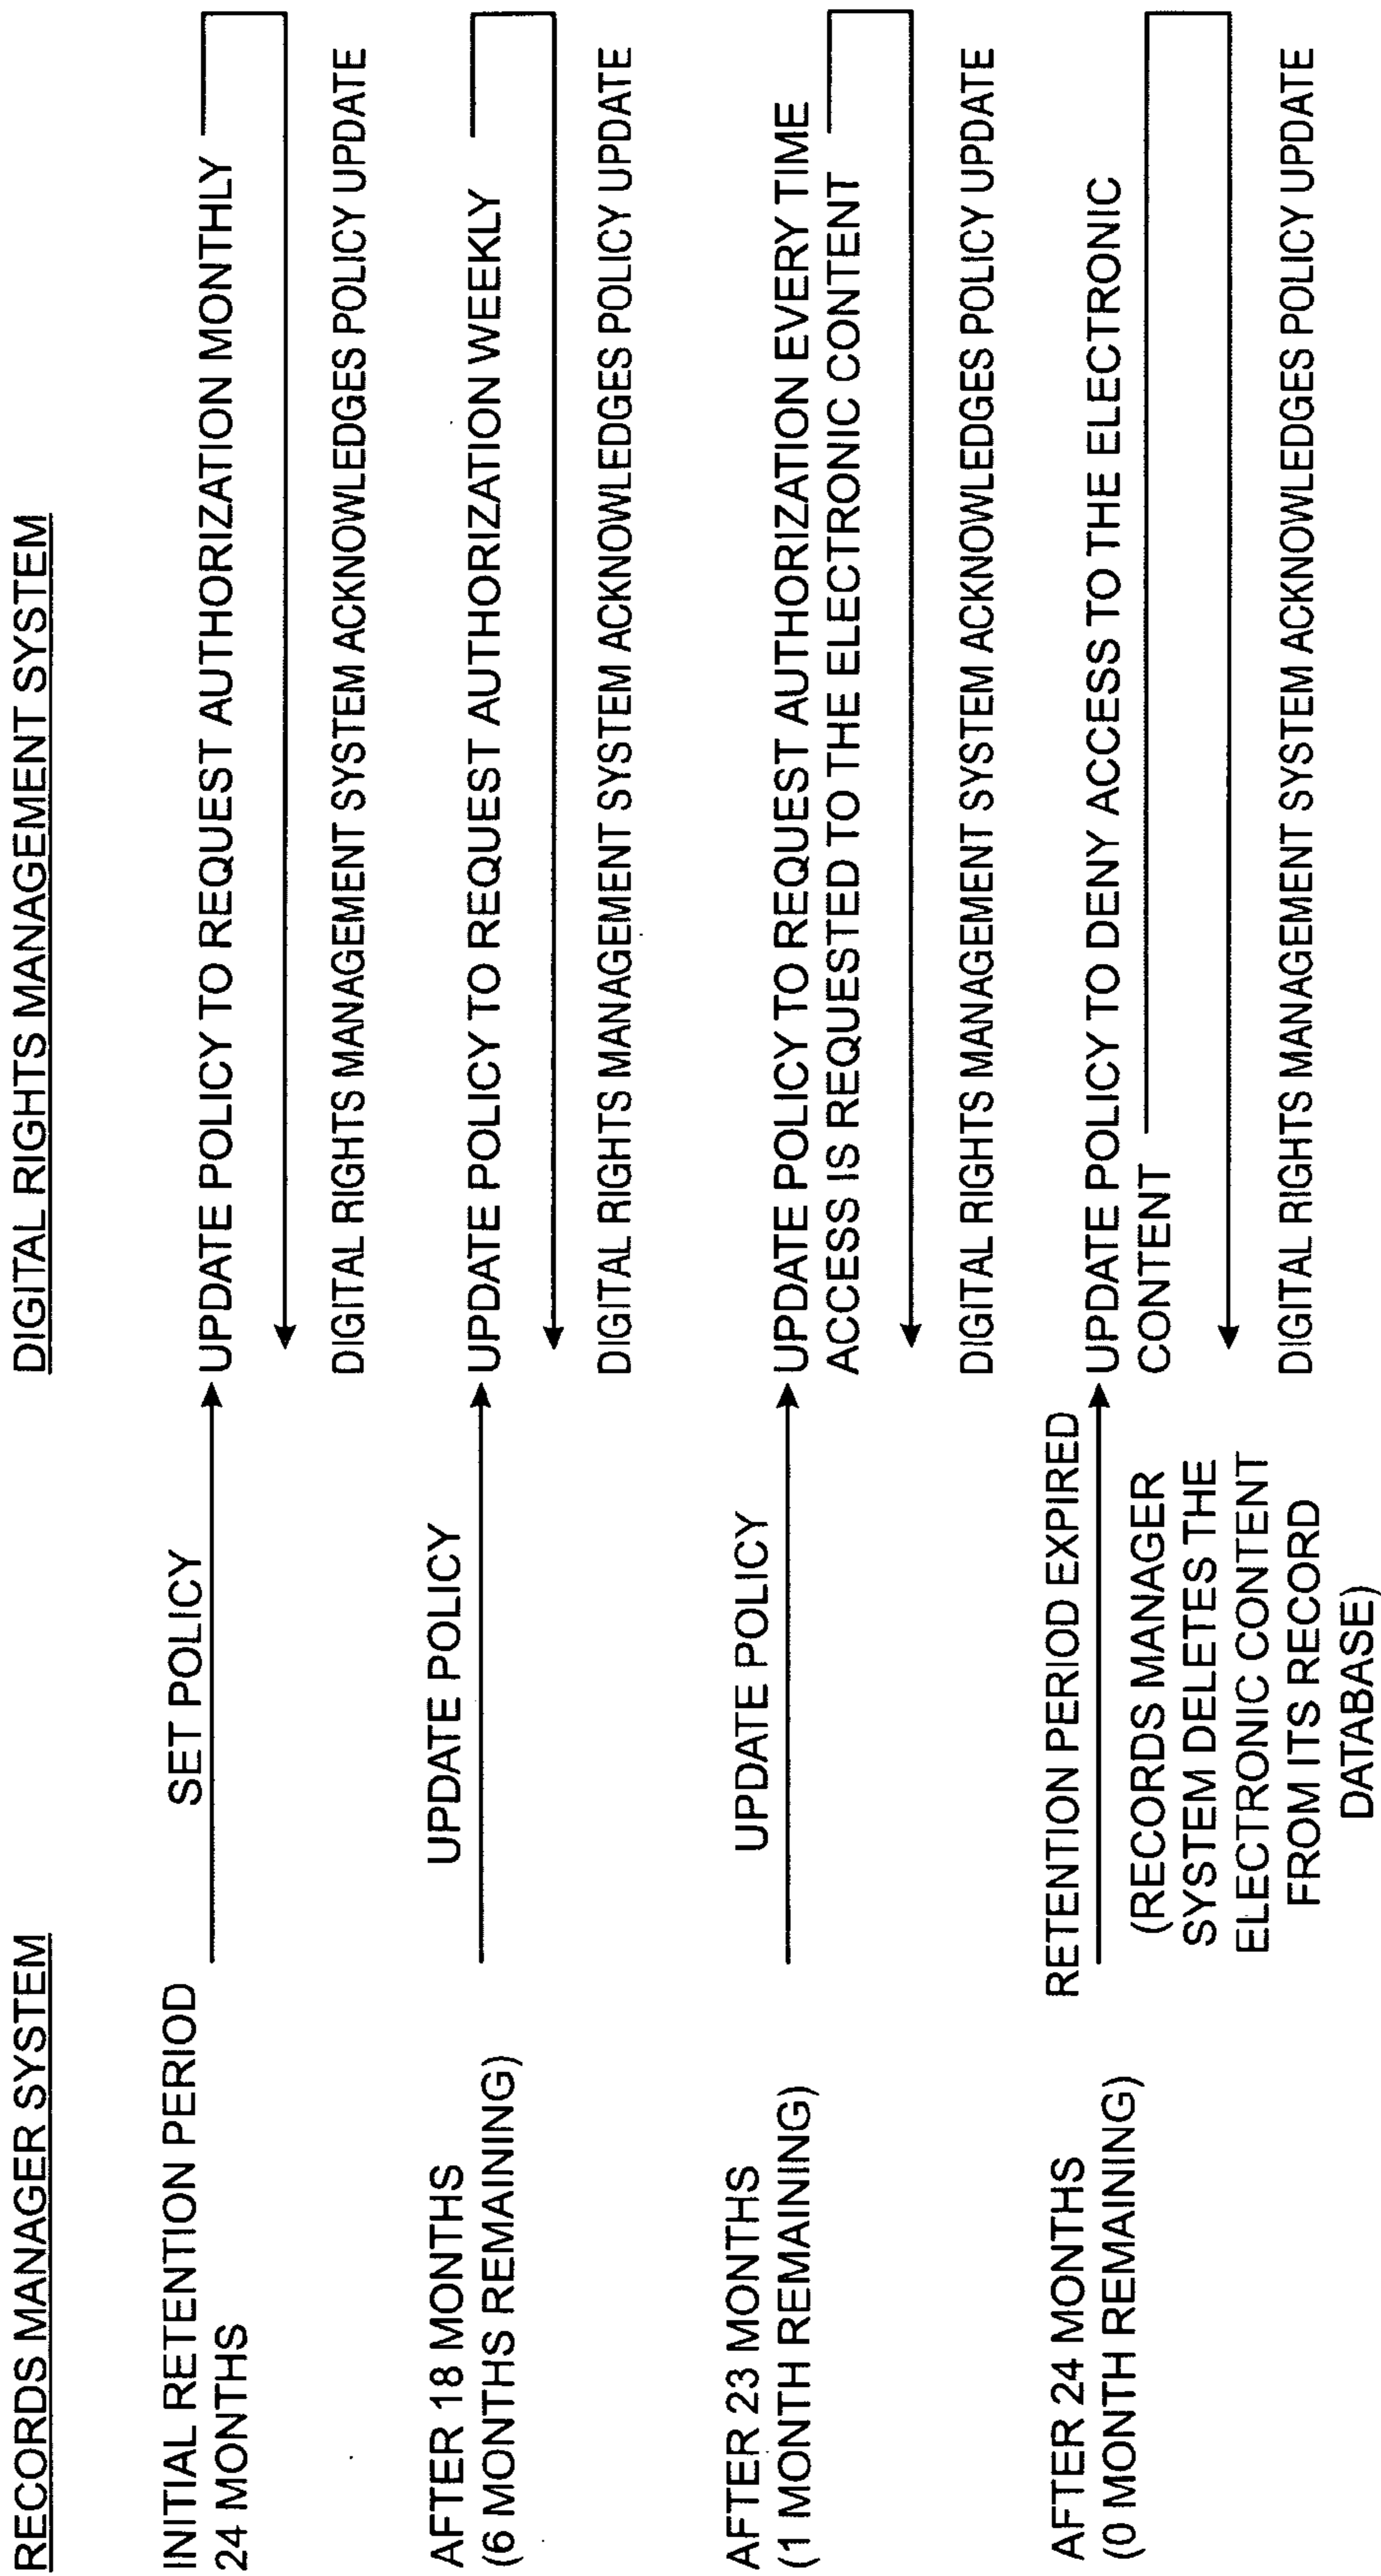 RECORDS MANAGER SYSTEM
DIGITAL RIGHTS MANAGEMENT SYSTEM
INITIAL RETENTION PERIOD
24 MONTHS
SET POLICY
UPDATE POLICY TO REQUEST AUTHORIZATION MONTHLY
DIGITAL RIGHTS MANAGEMENT SYSTEM ACKNOWLEDGES POLICY UPDATE
AFTER 18 MONTHS
(6 MONTHS REMAINING)
UPDATE POLICY
UPDATE POLICY TO REQUEST AUTHORIZATION WEEKLY
DIGITAL RIGHTS MANAGEMENT SYSTEM ACKNOWLEDGES POLICY UPDATE
AFTER 23 MONTHS
(1 MONTH REMAINING)
UPDATE POLICY
UPDATE POLICY TO REQUEST AUTHORIZATION EVERY TIME
ACCESS IS REQUESTED TO THE ELECTRONIC CONTENT
DIGITAL RIGHTS MANAGEMENT SYSTEM ACKNOWLEDGES POLICY UPDATE
AFTER 24 MONTHS
(0 MONTH REMAINING)
RETENTION PERIOD EXPIRED
(RECORDS MANAGER
SYSTEM DELETES THE
ELECTRONIC CONTENT
FROM ITS RECORD
DATABASE)
UPDATE POLICY TO DENY ACCESS TO THE ELECTRONIC
CONTENT
DIGITAL RIGHTS MANAGEMENT SYSTEM ACKNOWLEDGES POLICY UPDATE